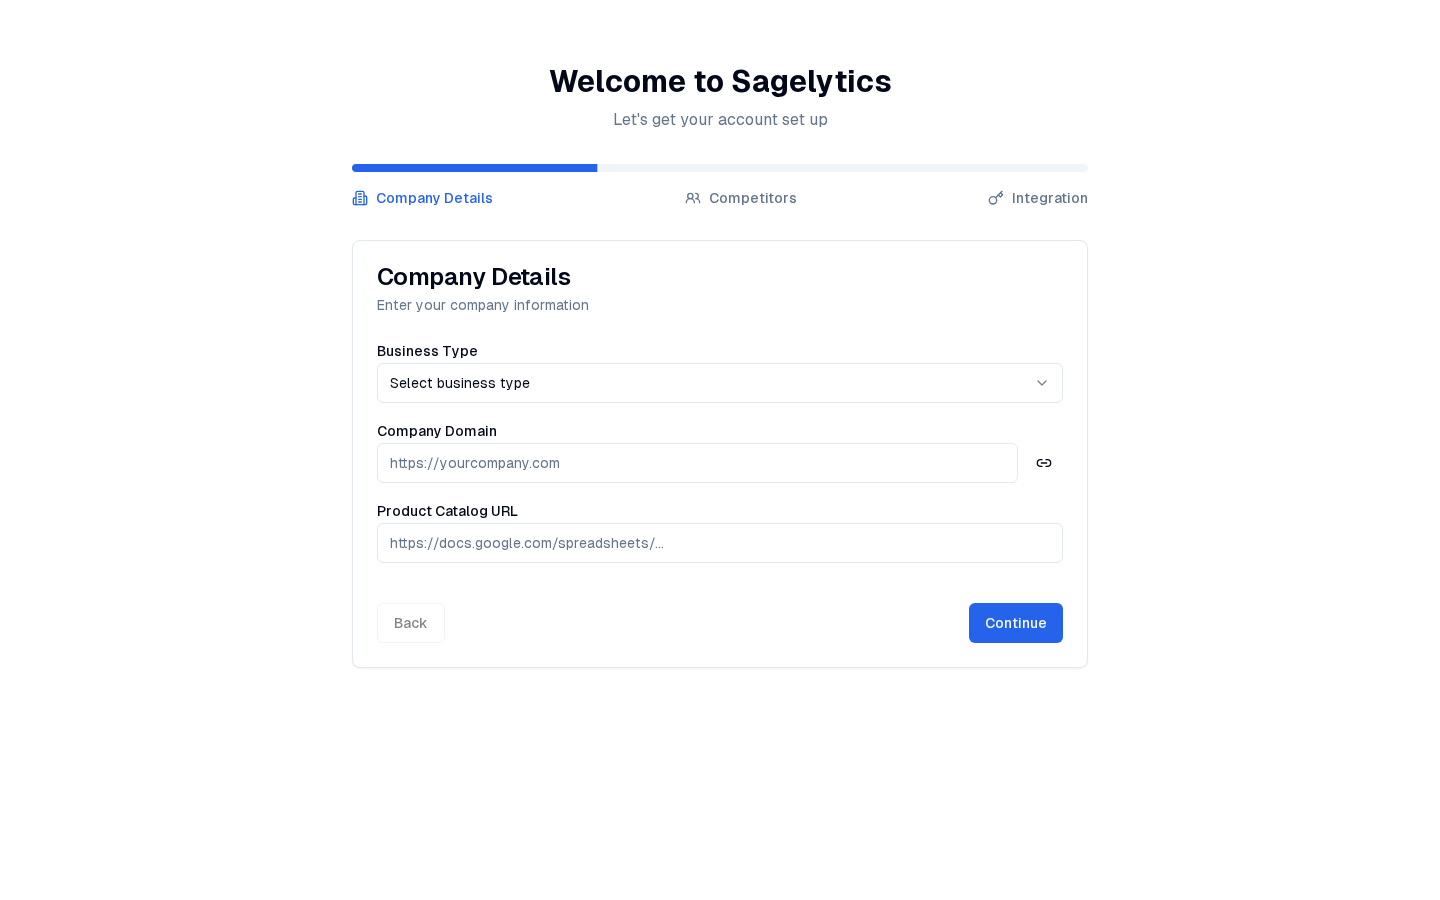 Welcome to Sagelytics
Let's get your account set up
Company Details
Competitors
Integration
Company Details
Enter your company information
Business Type
Select business type
Company Domain
https://yourcompany.com
Product Catalog URL
https://docs.google.com/spreadsheets/...
Back
Continue